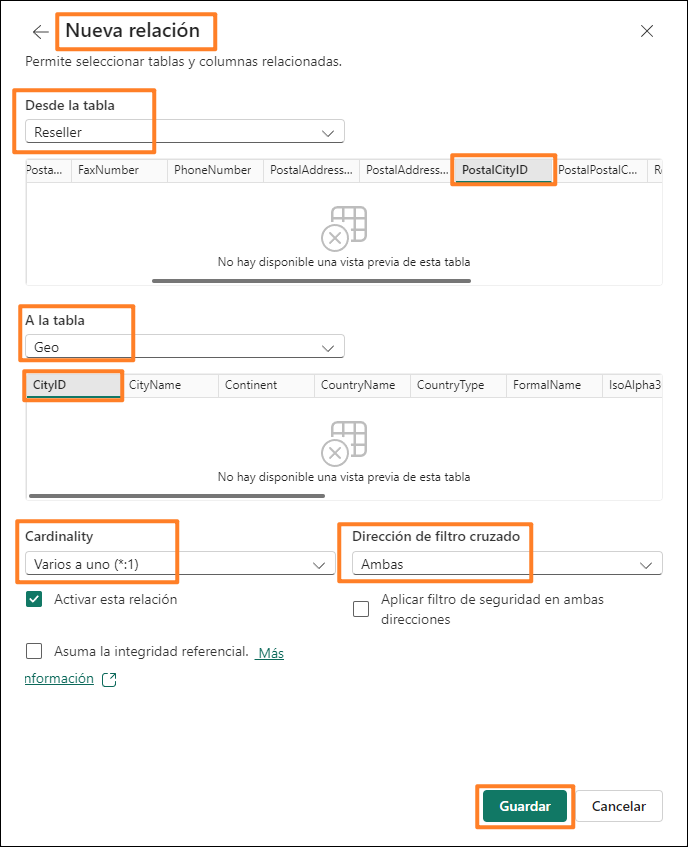 Nueva relación
Permite seleccionar tablas y columnas relacionadas.
Desde la tabla
Reseller
Posta... FaxNumber PhoneNumber PostalAddress... PostalAddress... PostalCityID PostalPostalC...
No hay disponible una vista previa de esta tabla
A la tabla
Geo
CityID CityName Continent CountryName CountryType FormalName IsoAlpha3
No hay disponible una vista previa de esta tabla
Cardinality Dirección de filtro cruzado
Varios a uno (*:1) Ambas
Activar esta relación Aplicar filtro de seguridad en ambas
direcciones
Asuma la integridad referencial. Más
nformación
Guardar Cancelar